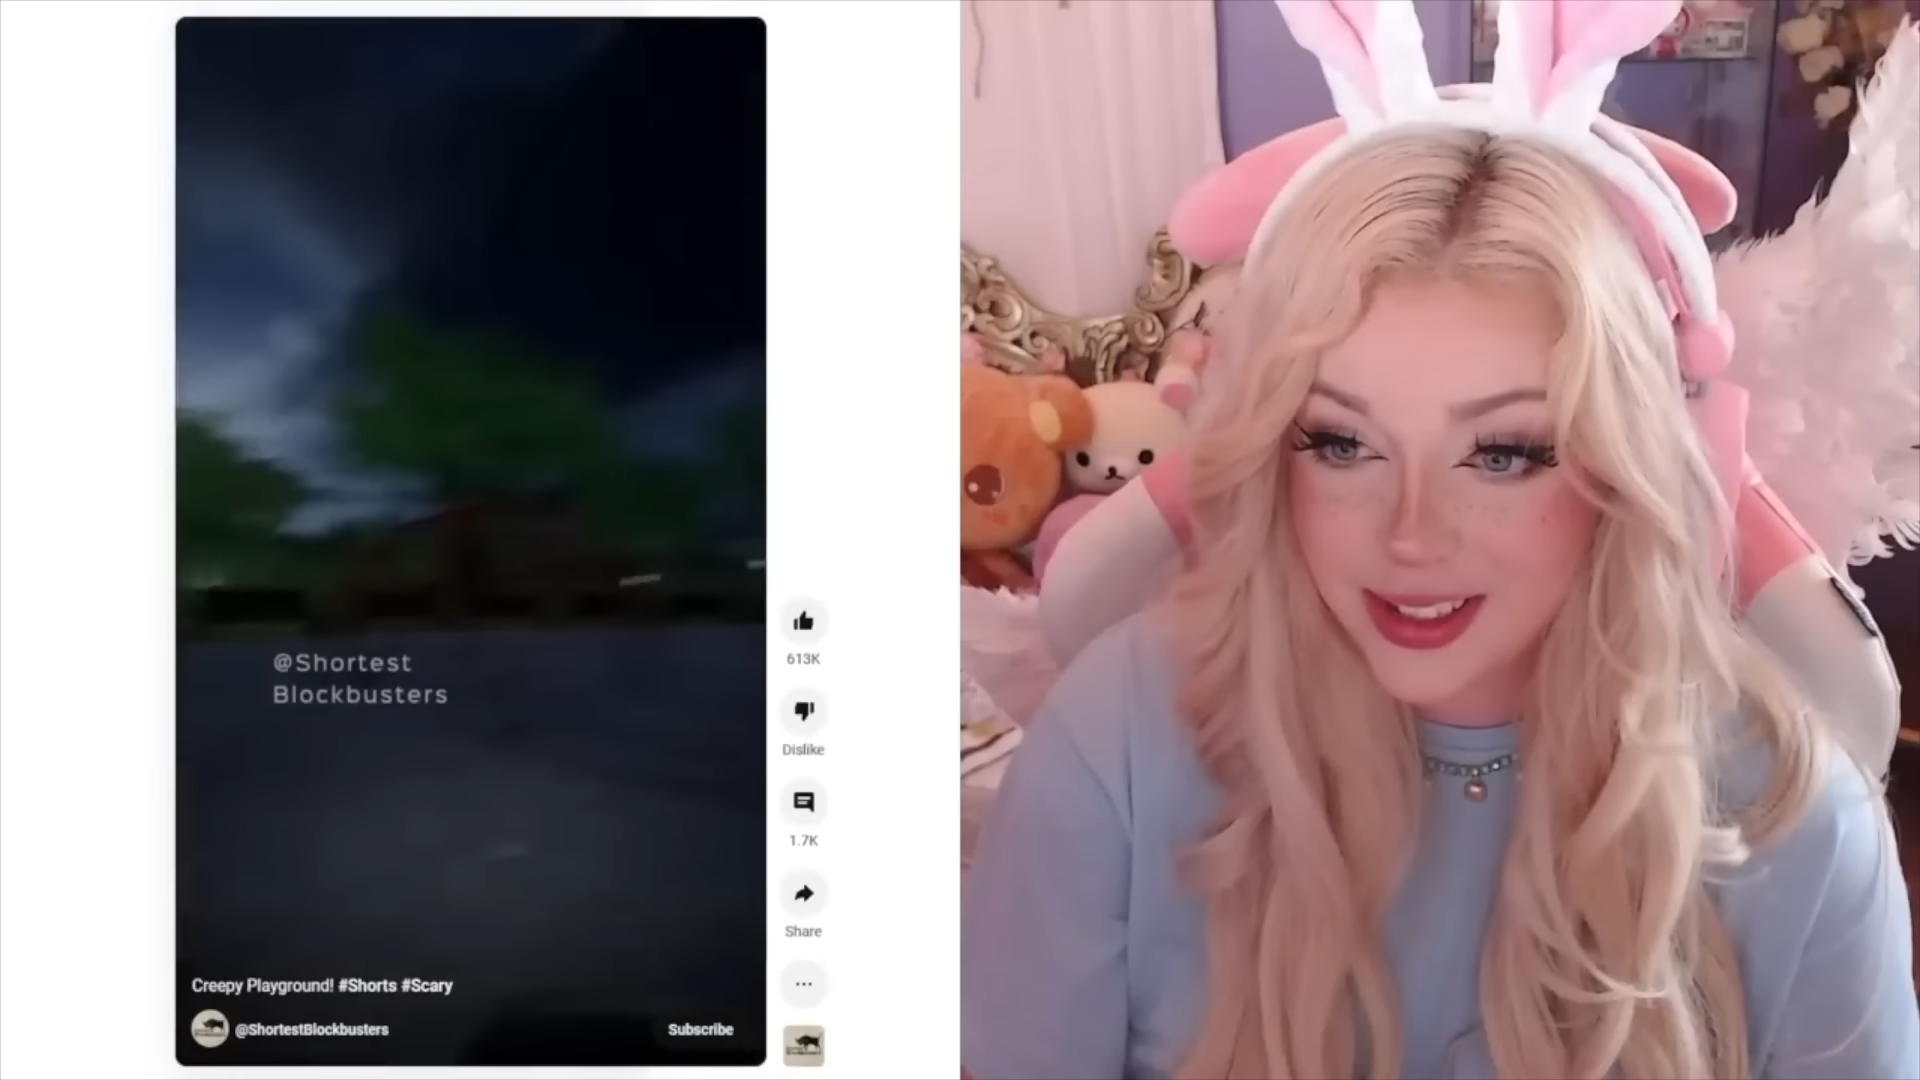 @Shortest
Blockbusters
613K
Dislike
1.7K
Share
Creepy Playground! #Shorts #Scary
@ShortestBlockbusters
Subscribe